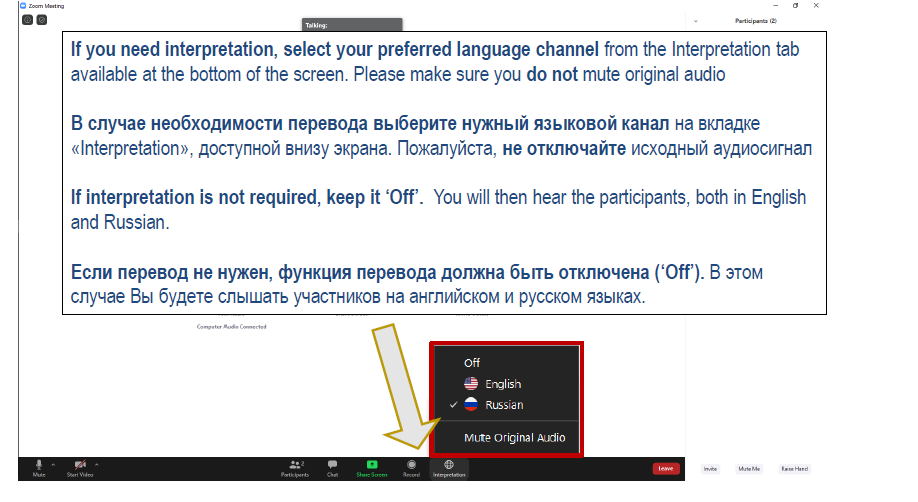 Zoom Meeting
Talking:
Participants (2)
If you need interpretation, select your preferred language channel from the Interpretation tab
available at the bottom of the screen. Please make sure you do not mute original audio
В случае необходимости перевода выберите нужный языковой канал на вкладке
«Interpretation», доступной внизу экрана. Пожалуйста, не отключайте исходный аудиосигнал
If interpretation is not required, keep it ‘Off’. You will then hear the participants, both in English
and Russian.
Если перевод не нужен, функция перевода должна быть отключена (‘Off’). В этом
случае Вы будете слышать участников на английском и русском языках.
Computer Audio Connected
Off
English
Russian
Mute Original Audio
Mute
Start Video
Participants
2
Chat
Share Screen
Record
Interpretation
Leave
Invite
Mute Me
Raise Hand